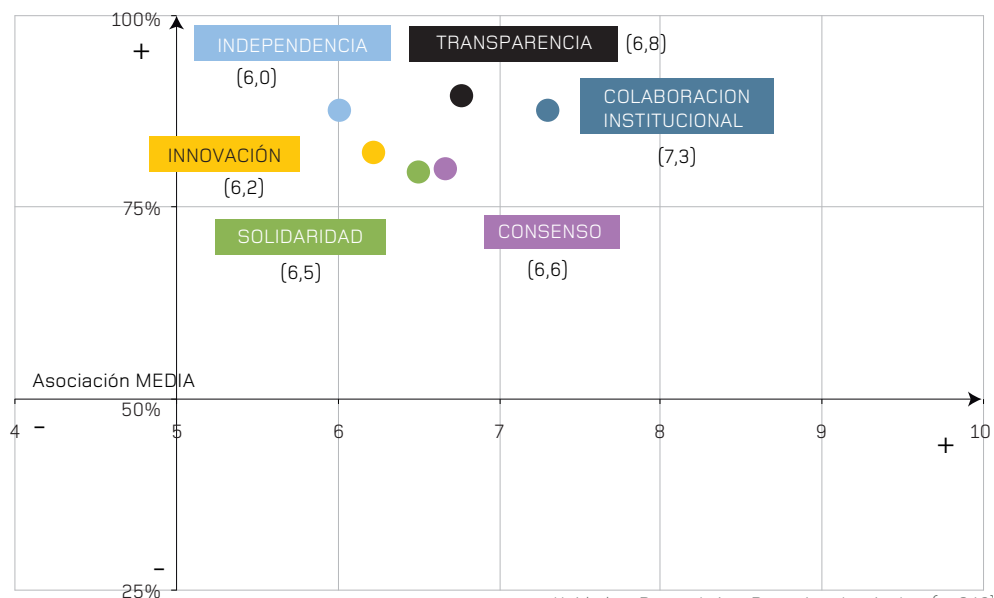 100%
+
INDEPENDENCIA
(6,0)
TRANSPARENCIA
(6,8)
COLABORACION
INSTITUCIONAL
(7,3)
INNOVACIÓN
(6,2)
75%
SOLIDARIDAD
(6,5)
CONSENSO
(6,6)
Asociación MEDIA
50%
4
-
5
6
7
8
9
10
+
-
25%